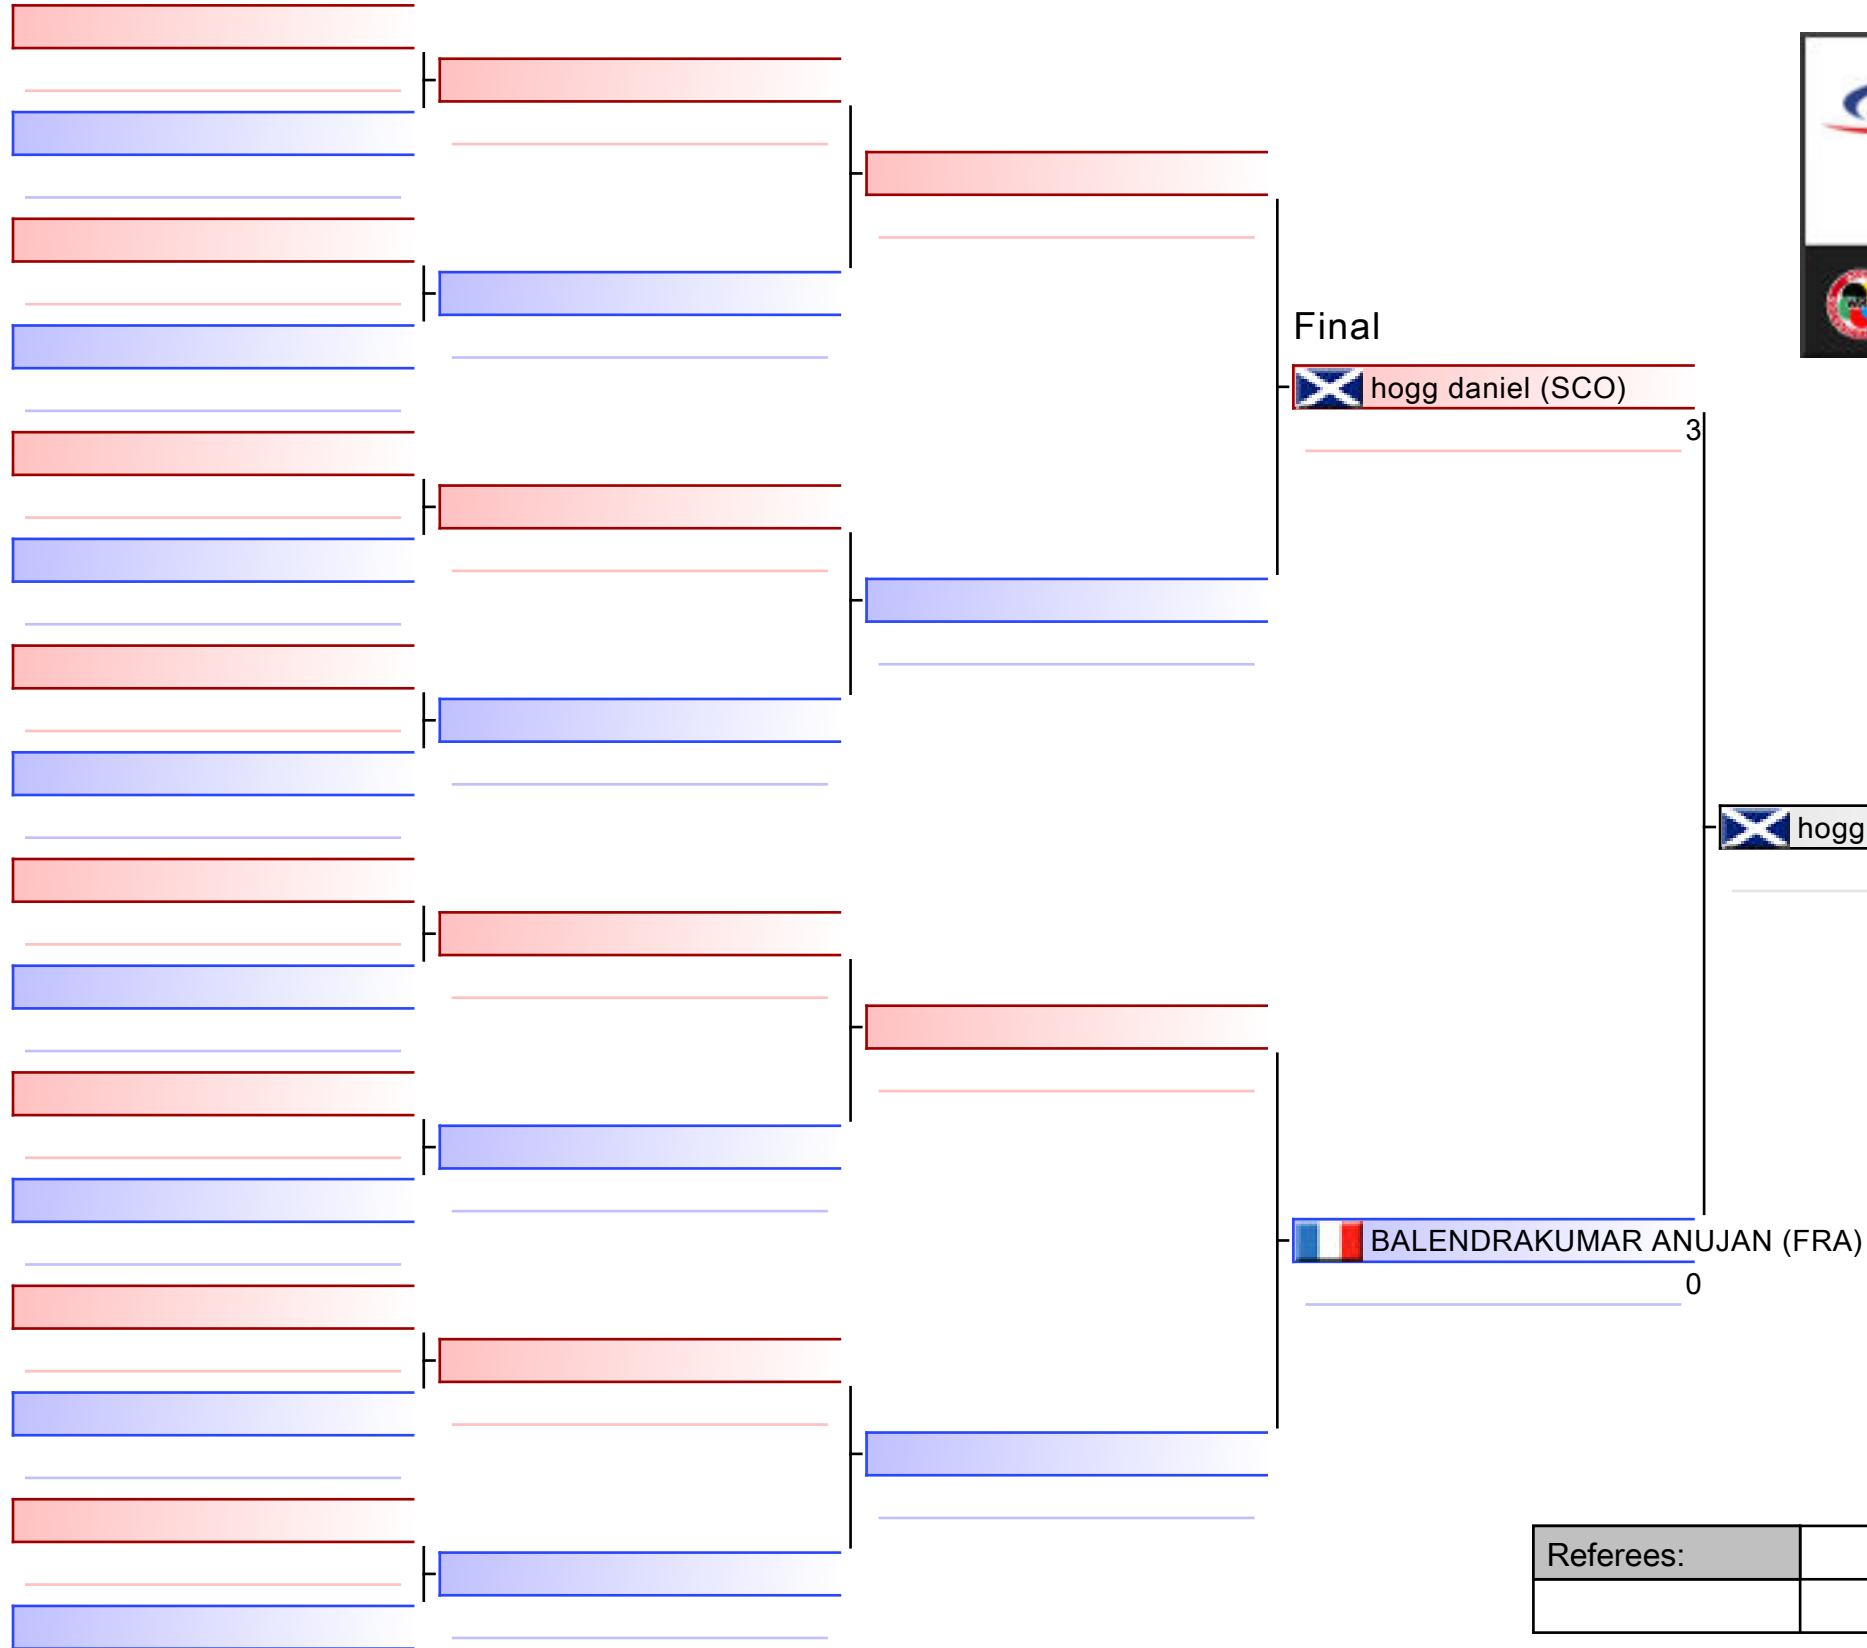 Final
hogg daniel (SCO)
3
hogg
BALENDRAKUMAR ANUJAN (FRA)
0
Referees: